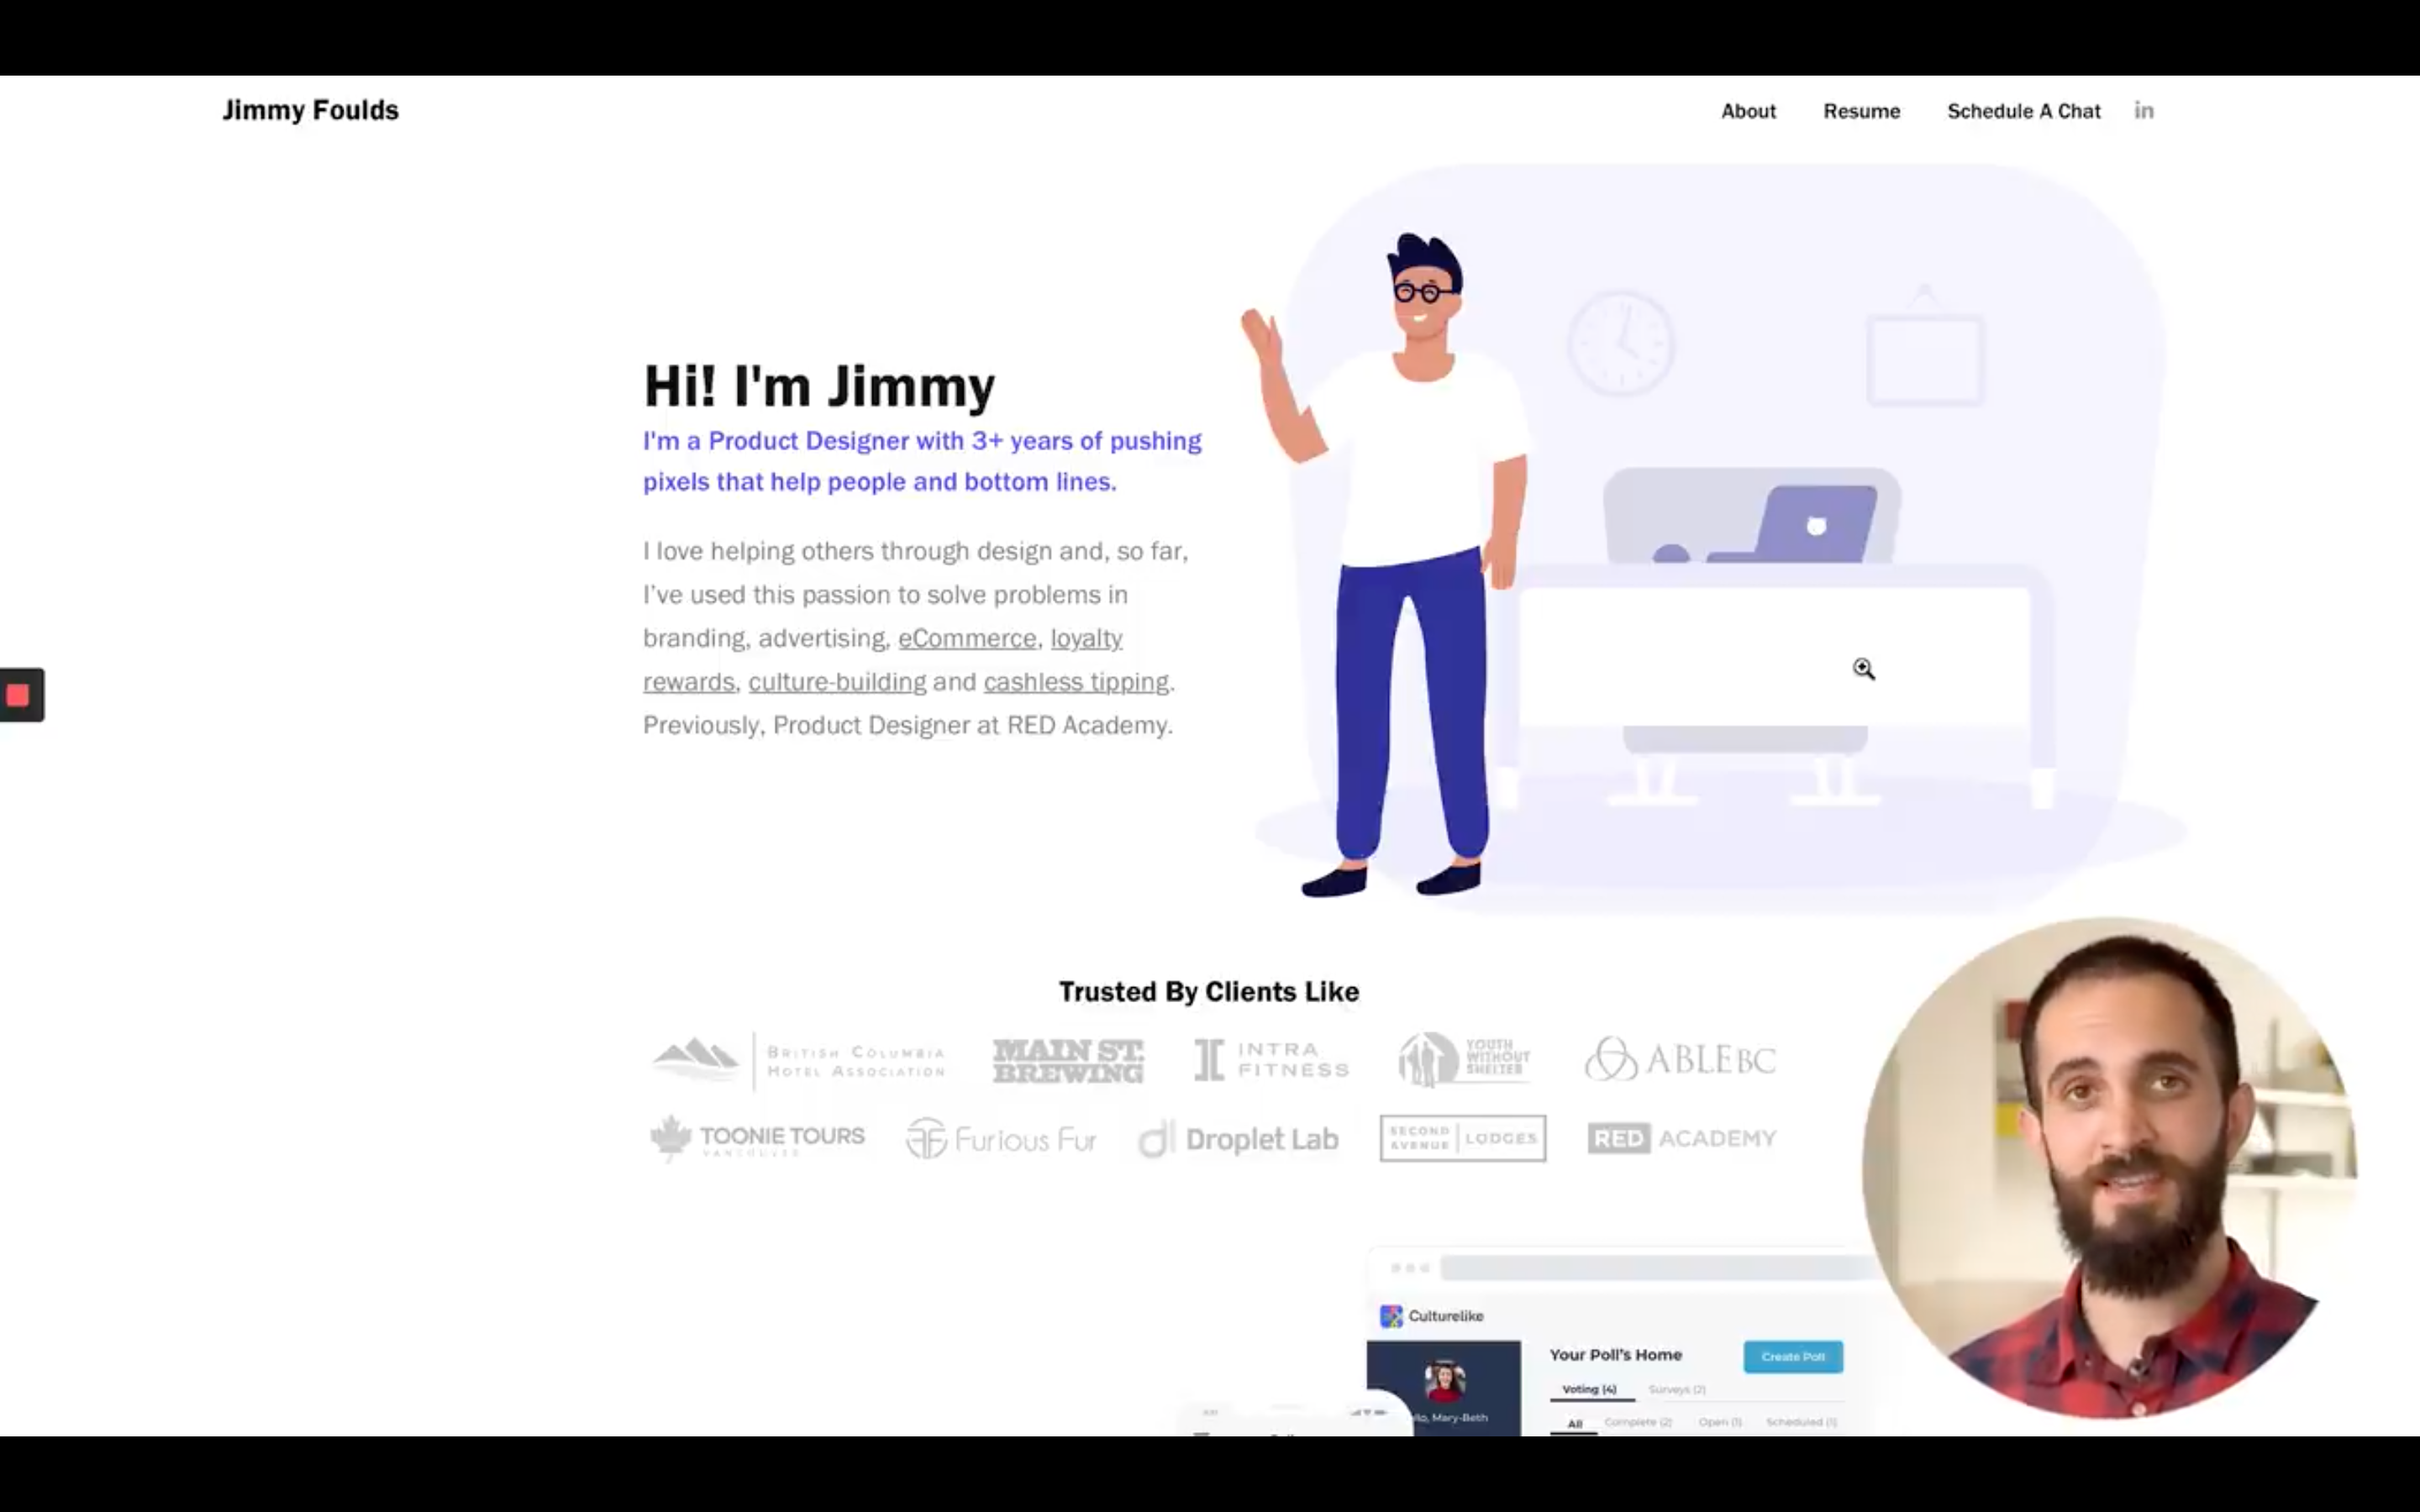 Jimmy Foulds
About Resume Schedule A Chat in
Hi! I'm Jimmy
I'm a Product Designer with 3+ years of pushing
pixels that help people and bottom lines.
I love helping others through design and, so far,
I've used this passion to solve problems in
branding, advertising, eCommerce, loyalty
rewards, culture-building and cashless tipping.
Previously, Product Designer at RED Academy.
Trusted By Clients Like
BRITISH COLUMBIA
HOTEL ASSOCIATION
MAIN ST.
BREWING
INTRA
FITNESS
YOUTH
WITHOUT
SHELTER
ABLE BC
TOONIE TOURS
VANCOUVER
Furious Fur
dl Droplet Lab
SECOND
AVENUE
LODGES
RED ACADEMY
Culturelike
Your Poll's Home
Create Poll
Voting (4) Surveys (2)
Mary-Beth
All Complete (2) Open (1) Scheduled (1)